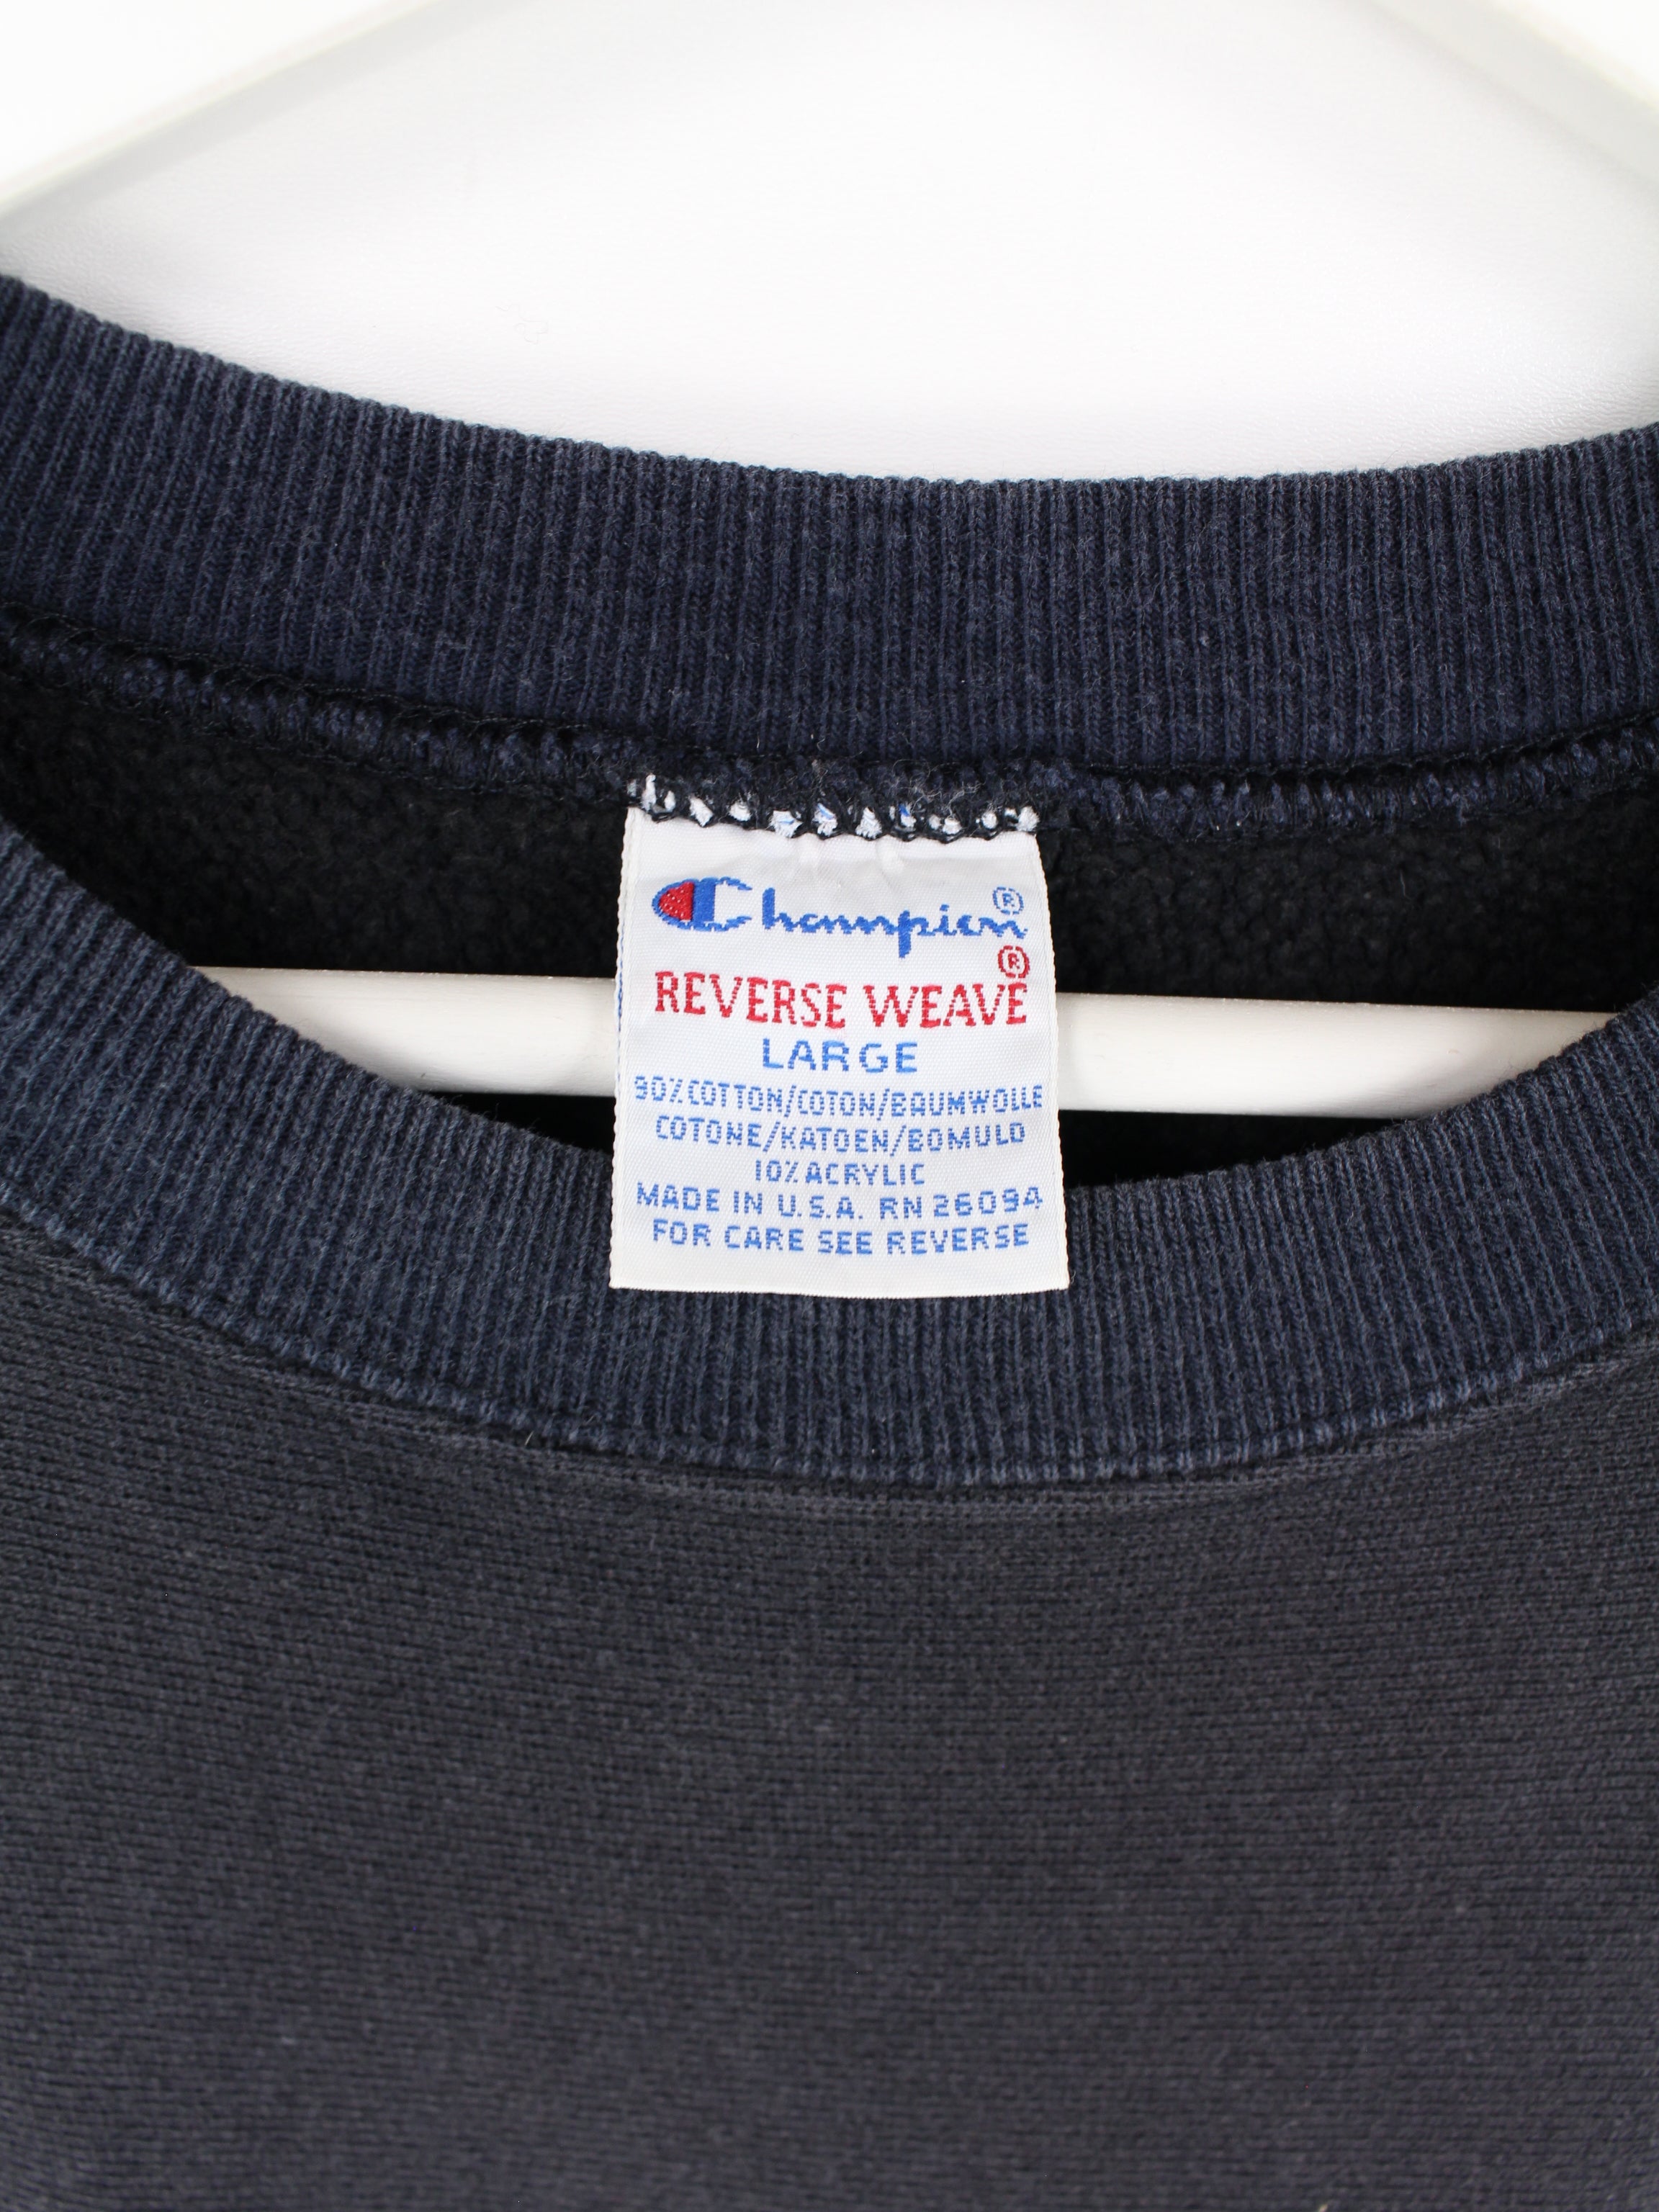 Champion®
REVERSE WEAVE®
LARGE
90% COTTON/COTON/BAUMWOLLE
COTONE/KATOEN/BOMULD
10% ACRYLIC
MADE IN U.S.A. RN 26094
FOR CARE SEE REVERSE